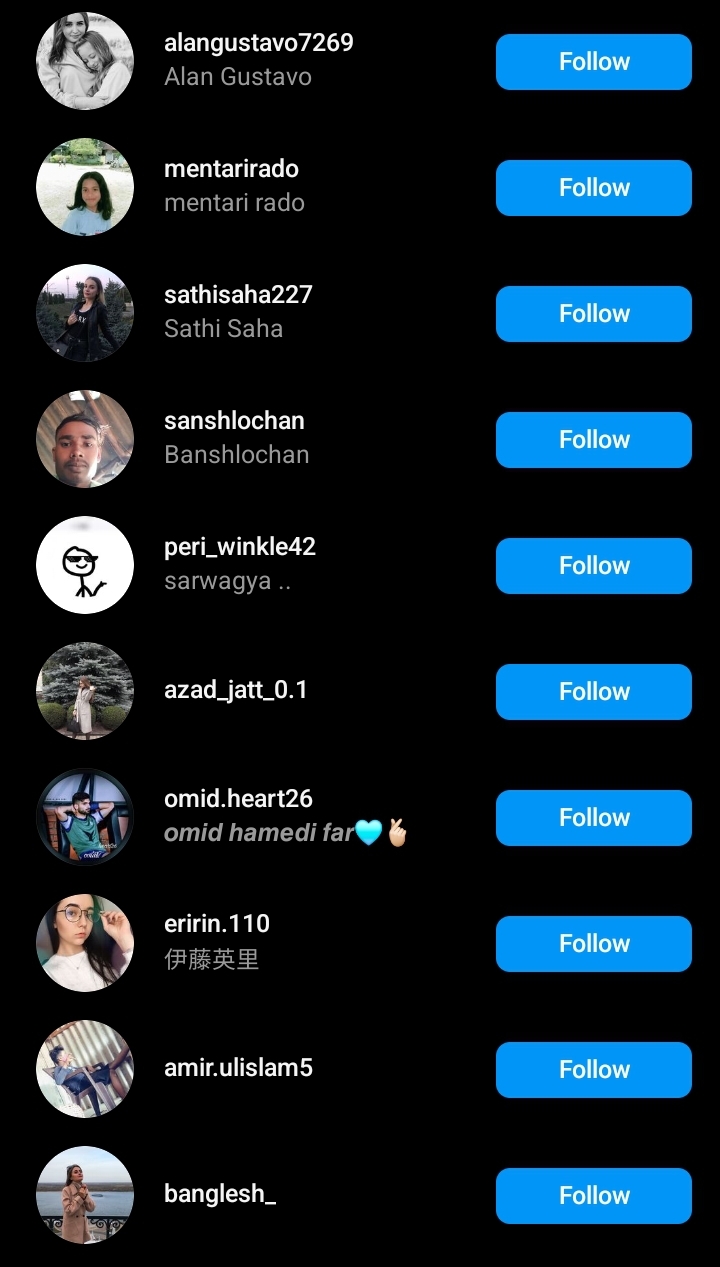 alangustavo7269
Alan Gustavo
Follow
mentarirado
mentari rado
Follow
sathisaha227
Sathi Saha
Follow
sanshlochan
Banshlochan
Follow
peri_winkle42
sarwagya ..
Follow
azad_jatt_0.1
Follow
omid.heart26
omid hamedi far🩵🫰🏻
Follow
eririn.110
伊藤英里
Follow
amir.ulislam5
Follow
banglesh_
Follow